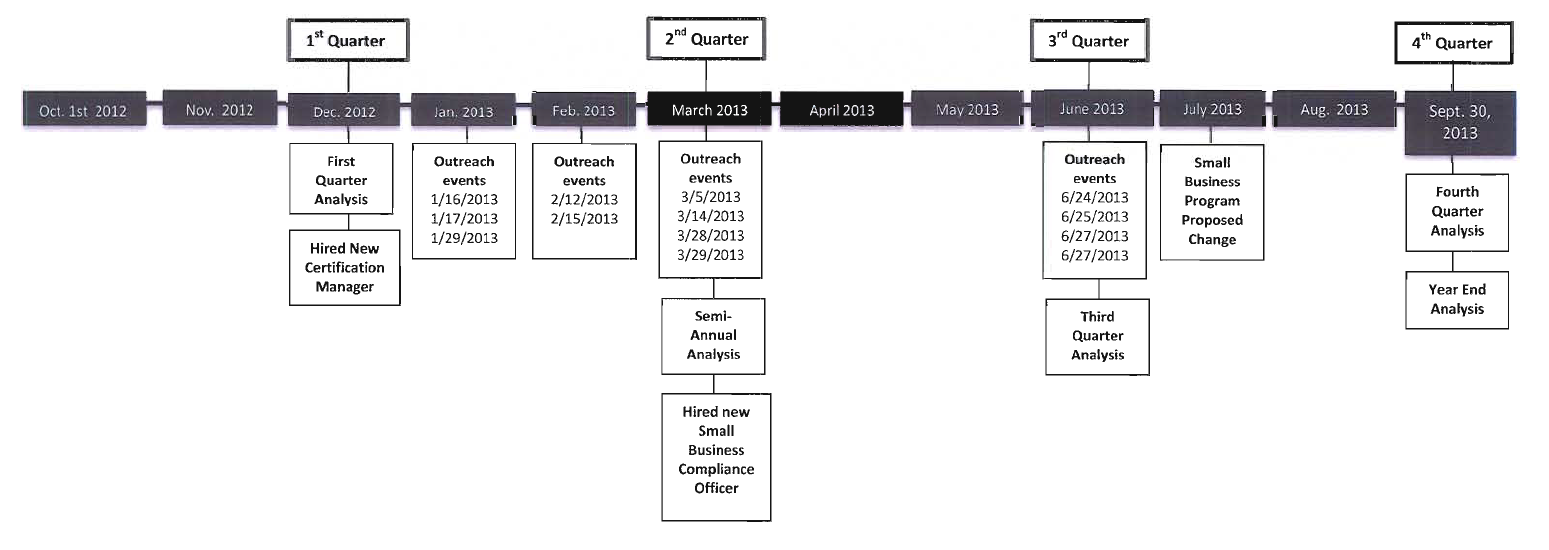 1st Quarter
2nd Quarter
3rd Quarter
4th Quarter
Oct. 1st 2012
Nov. 2012
Dec. 2012
Jan. 2013
Feb. 2013
March 2013
April 2013
May 2013
June 2013
July 2013
Aug. 2013
Sept. 30,
2013
First
Quarter
Analysis
Hired New
Certification
Manager
Outreach
events
1/16/2013
1/17/2013
1/29/2013
Outreach
events
2/12/2013
2/15/2013
Outreach
events
3/5/2013
3/14/2013
3/28/2013
3/29/2013
Semi-
Annual
Analysis
Hired new
Small
Business
Compliance
Officer
Outreach
events
6/24/2013
6/25/2013
6/27/2013
6/27/2013
Third
Quarter
Analysis
Small
Business
Program
Proposed
Change
Fourth
Quarter
Analysis
Year End
Analysis